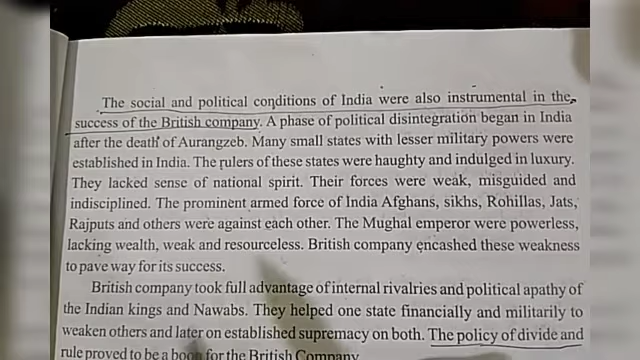 The social and political conditions of India were also instrumental in the
success of the British company. A phase of political disintegration began in India
after the death of Aurangzeb. Many small states with lesser military powers were
established in India. The rulers of these states were haughty and indulged in luxury.
They lacked sense of national spirit. Their forces were weak, misguided and
indisciplined. The prominent armed force of India Afghans, sikhs, Rohillas, Jats,
Rajputs and others were against each other. The Mughal emperor were powerless,
lacking wealth, weak and resourceless. British company encashed these weakness
to pave way for its success.
British company took full advantage of internal rivalries and political apathy of
the Indian kings and Nawabs. They helped one state financially and militarily to
weaken others and later on established supremacy on both. The policy of divide and
rule proved to be a boon for the British Company